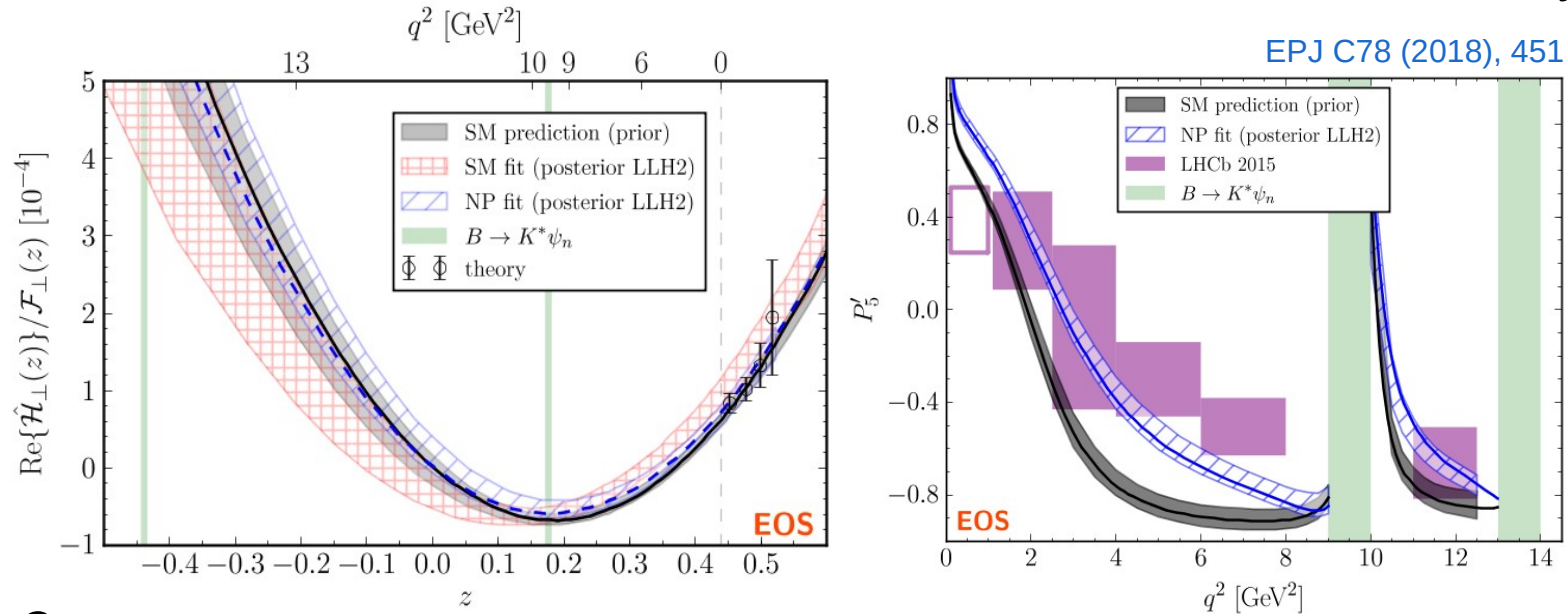 EPJ C78 (2018), 451
q² [GeV²]
13 10 9 6 0
5
4
3
2
1
0
−1
Re{Ĥ⊥(z)}/F⊥(z) [10⁻⁴]
SM prediction (prior)
SM fit (posterior LLH2)
NP fit (posterior LLH2)
B → K*ψn
theory
EOS
−0.4 −0.3 −0.2 −0.1 0.0 0.1 0.2 0.3 0.4 0.5
z
0.8
0.4
0.0
−0.4
−0.8
P′5
SM prediction (prior)
NP fit (posterior LLH2)
LHCb 2015
B → K*ψn
EOS
0 2 4 6 8 10 12 14
q² [GeV²]